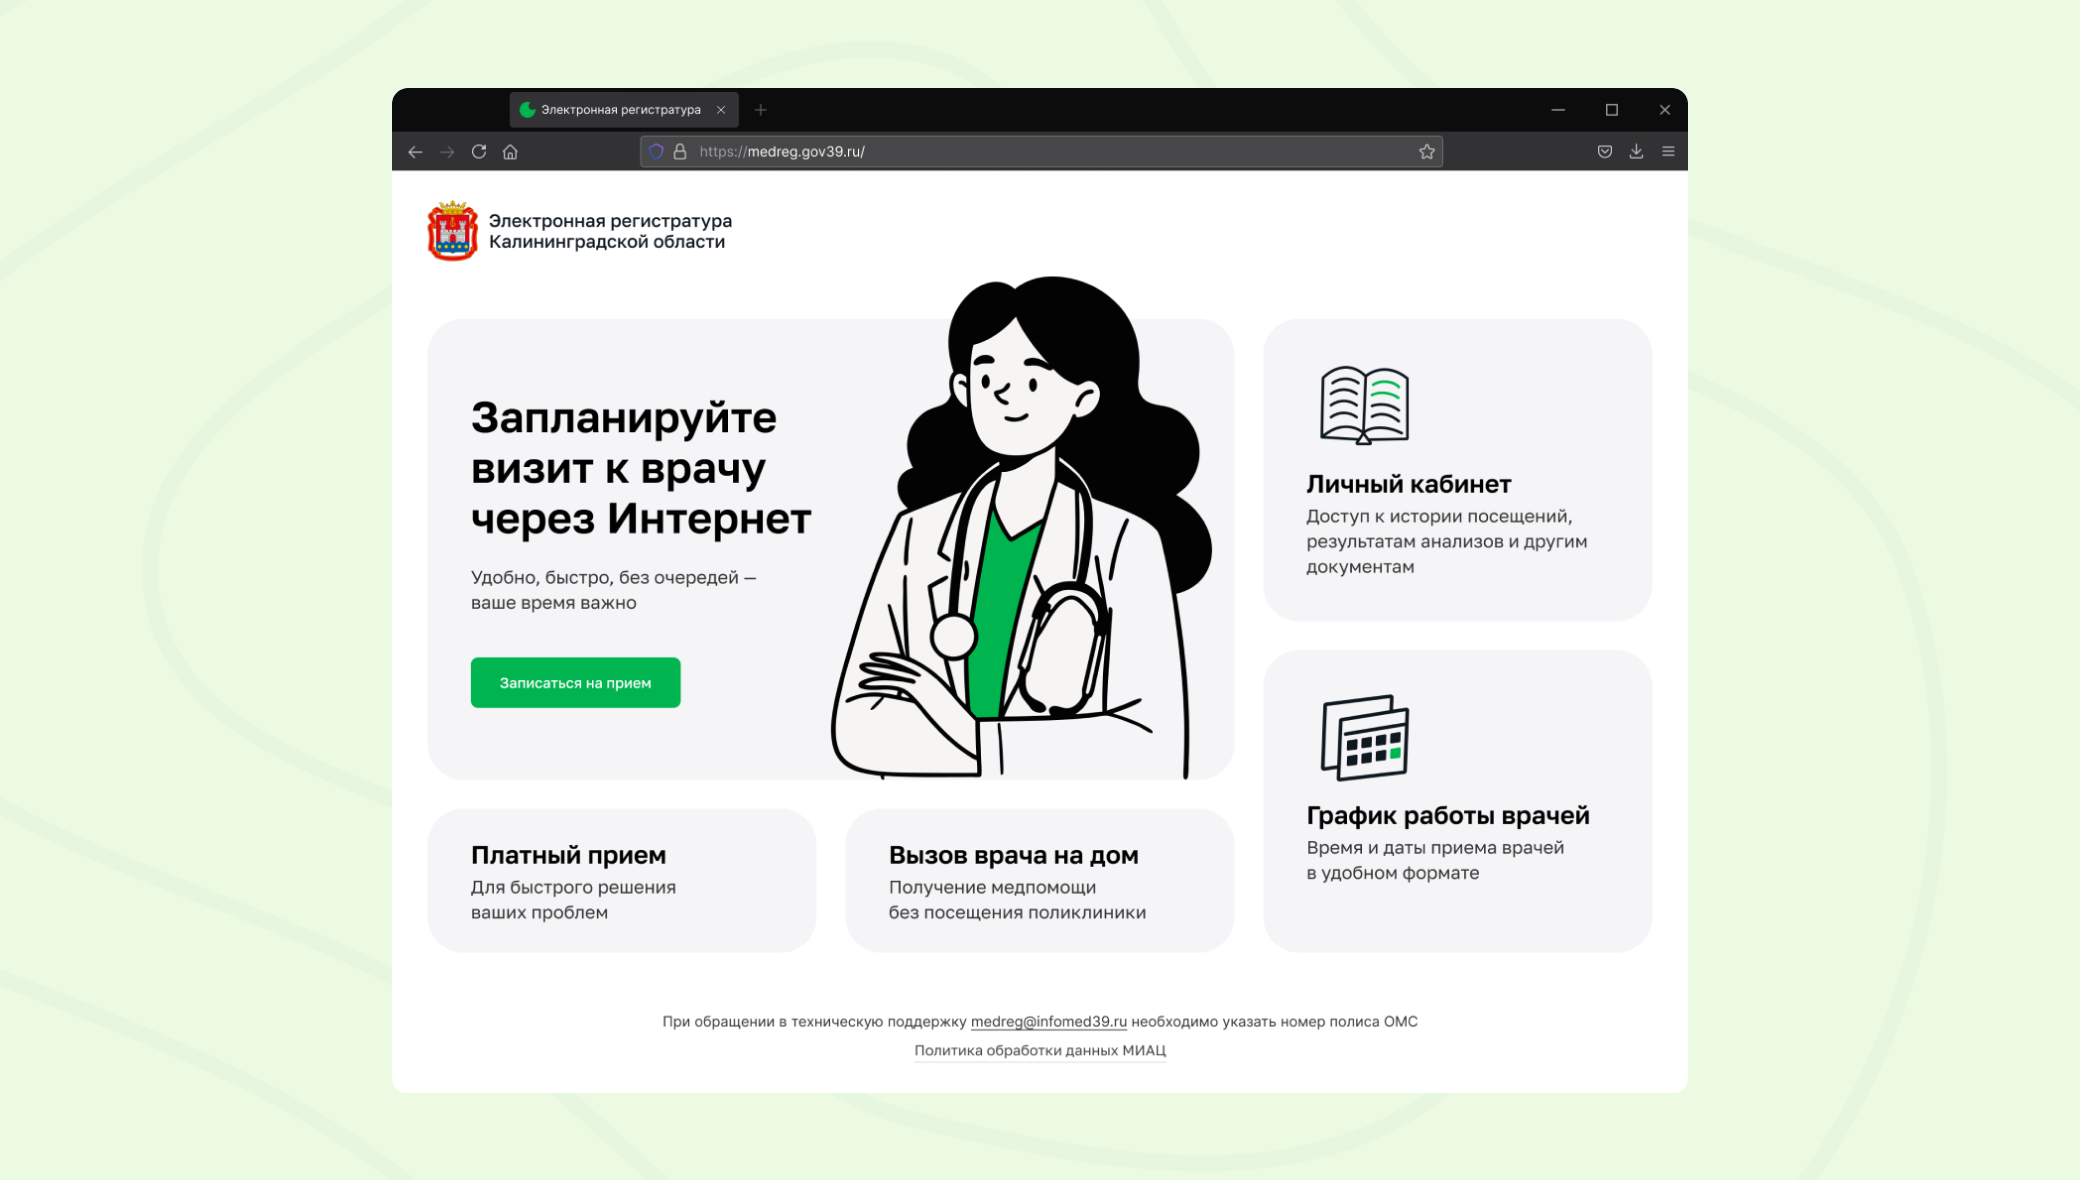 Электронная регистратура
https://medreg.gov39.ru/
Электронная регистратура
Калининградской области
Запланируйте
визит к врачу
через Интернет
Удобно, быстро, без очередей —
ваше время важно
Записаться на прием
Личный кабинет
Доступ к истории посещений,
результатам анализов и другим
документам
График работы врачей
Время и даты приема врачей
в удобном формате
Платный прием
Для быстрого решения
ваших проблем
Вызов врача на дом
Получение медпомощи
без посещения поликлиники
При обращении в техническую поддержку medreg@infomed39.ru необходимо указать номер полиса ОМС
Политика обработки данных МИАЦ